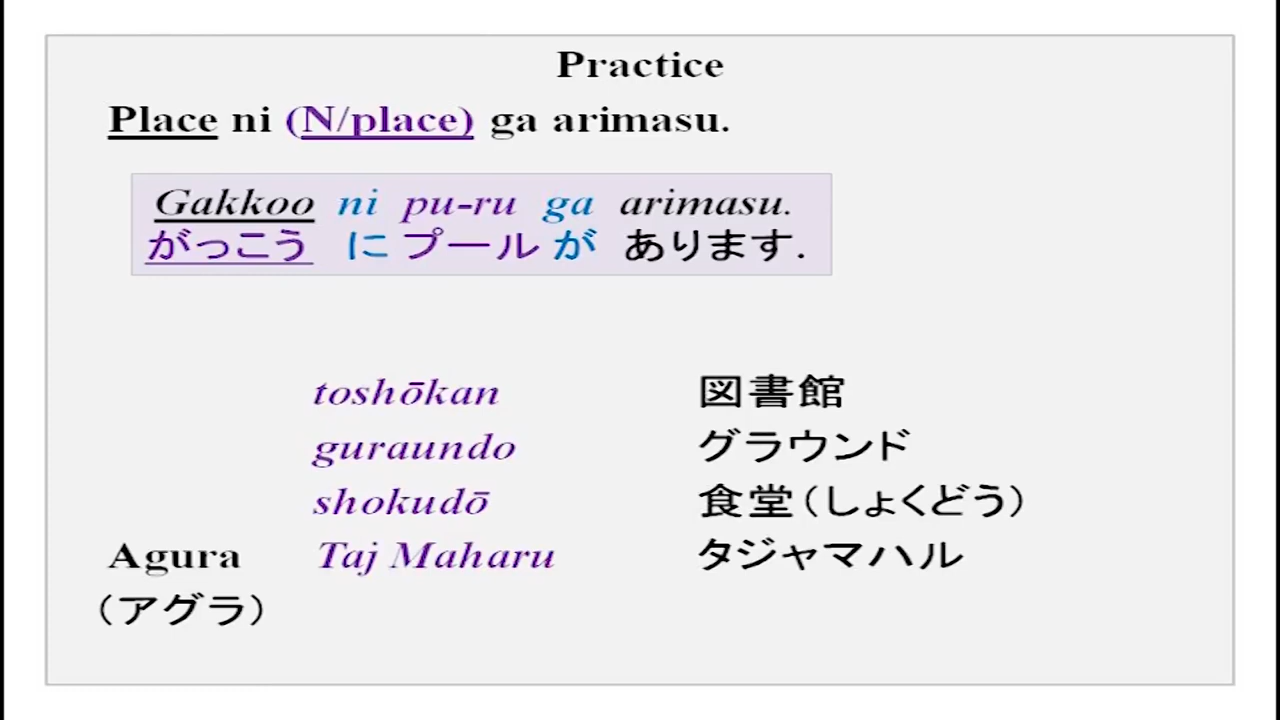 Practice
Place ni (N/place) ga arimasu.
Gakkoo ni pu-ru ga arimasu.
がっこう に プール が あります.
toshōkan 図書館
guraundo グラウンド
shokudō 食堂(しょくどう)
Agura Taj Maharu タジャマハル
(アグラ)